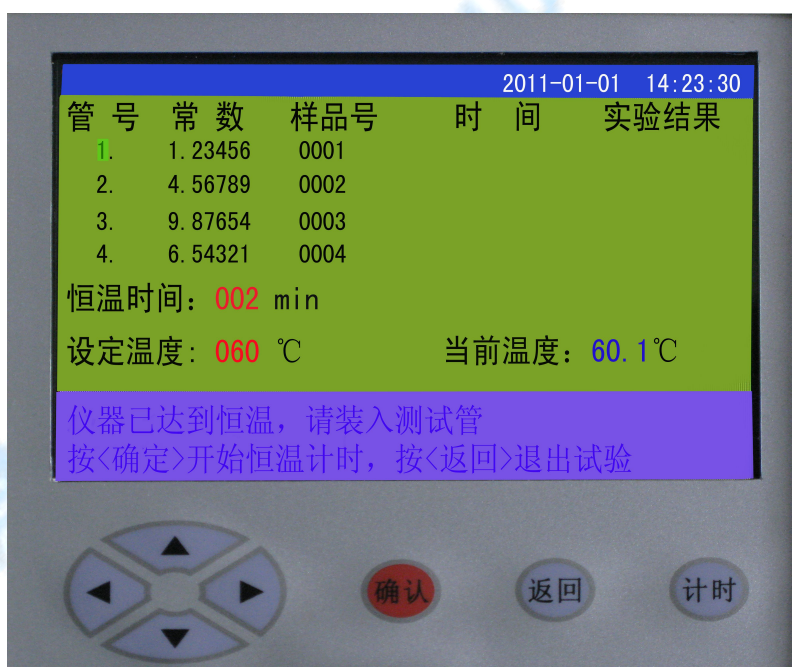 2011-01-01 14:23:30
管 号 常 数 样品号 时 间 实验结果
1. 1.23456 0001
2. 4.56789 0002
3. 9.87654 0003
4. 6.54321 0004
恒温时间：002 min
设定温度：060 ℃ 当前温度：60.1℃
仪器已达到恒温，请装入测试管
按<确定>开始恒温计时，按<返回>退出试验
确认 返回 计时